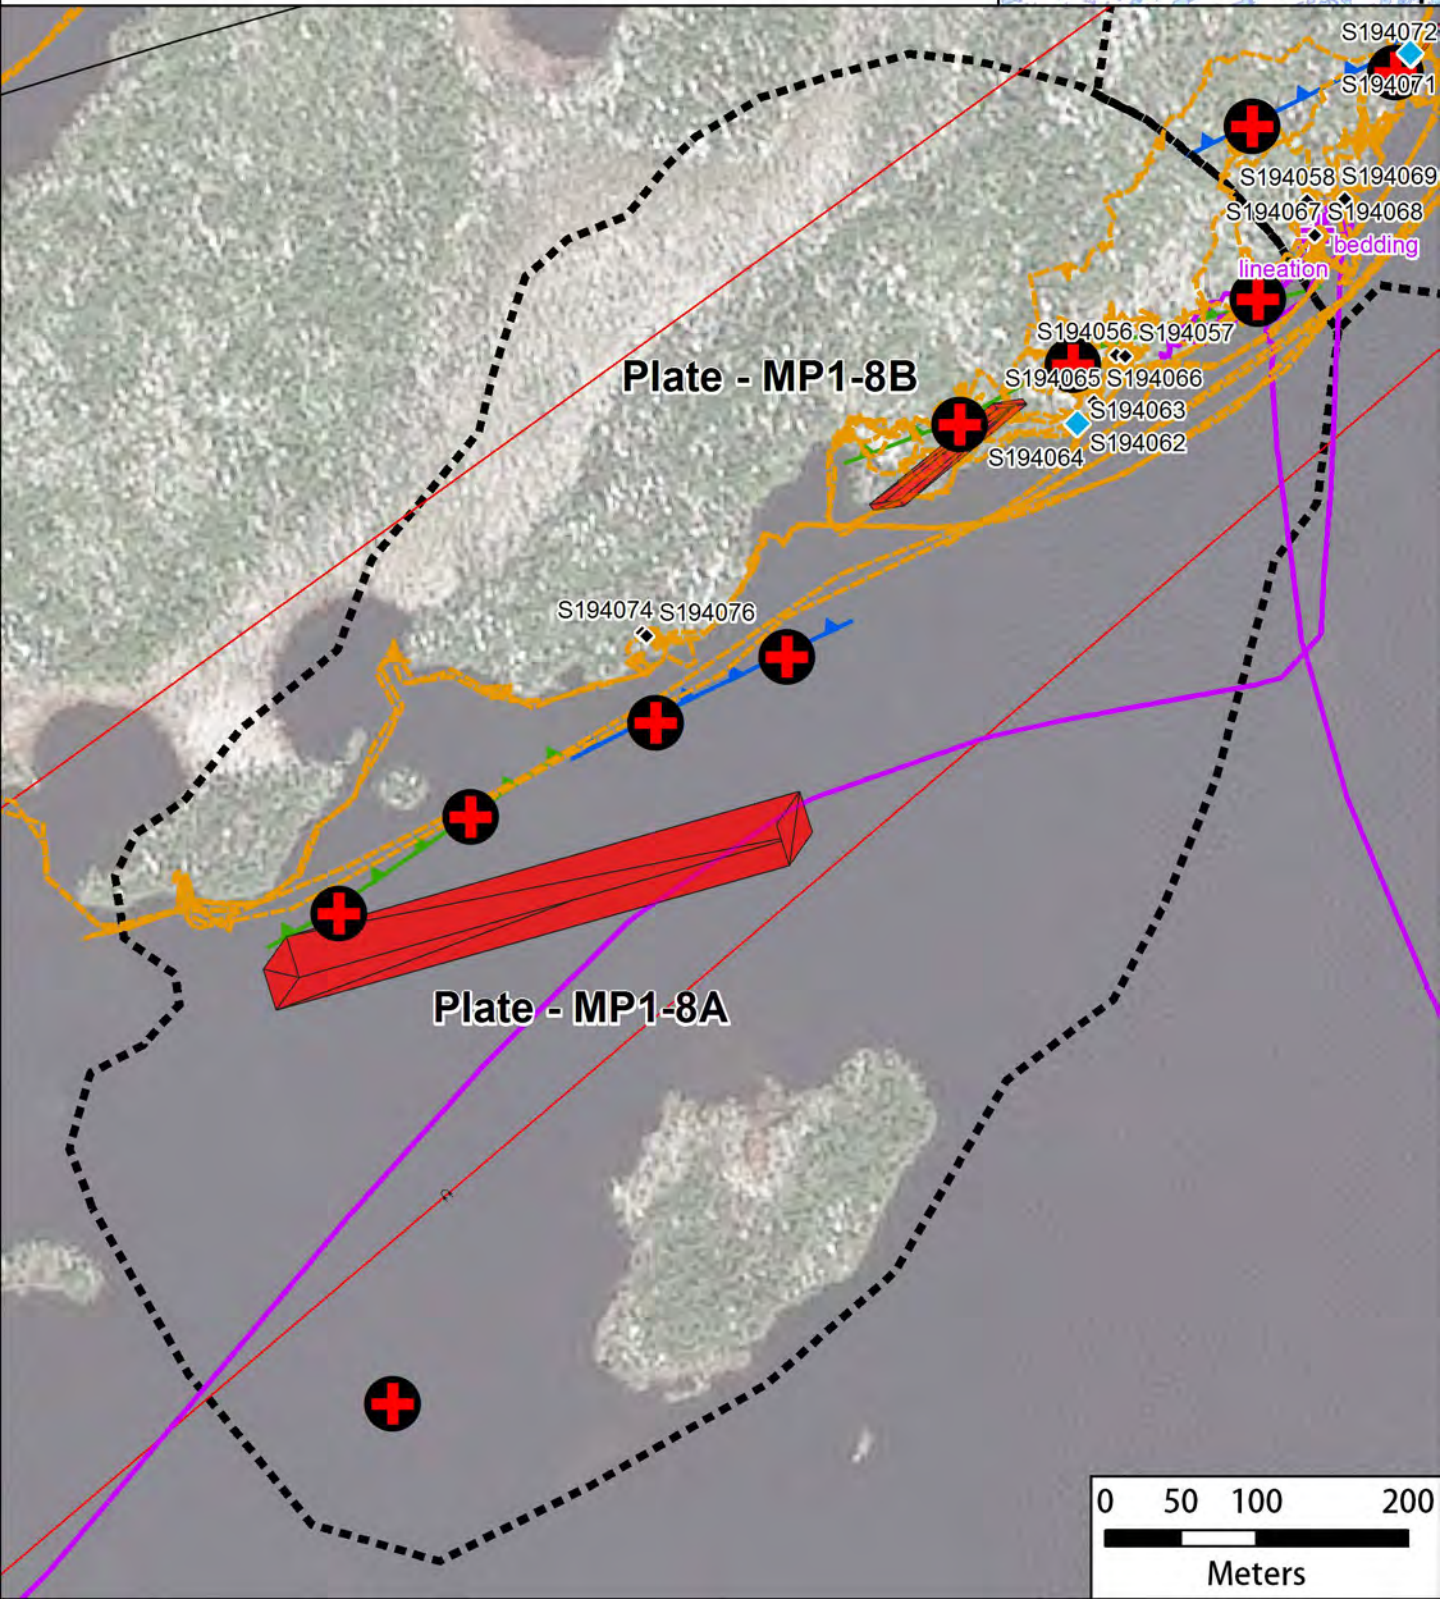 S194072
S194071
S194058 S194069
S194067 S194068
bedding
lineation
S194056 S194057
Plate - MP1-8B
S194065 S194066
S194063
S194062
S194064
S194074 S194076
Plate - MP1-8A
0 50 100 200
Meters